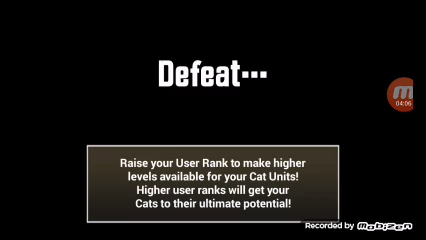 Defeat...
04:06
Raise your User Rank to make higher
levels available for your Cat Units!
Higher user ranks will get your
Cats to their ultimate potential!
Recorded by Mobizen